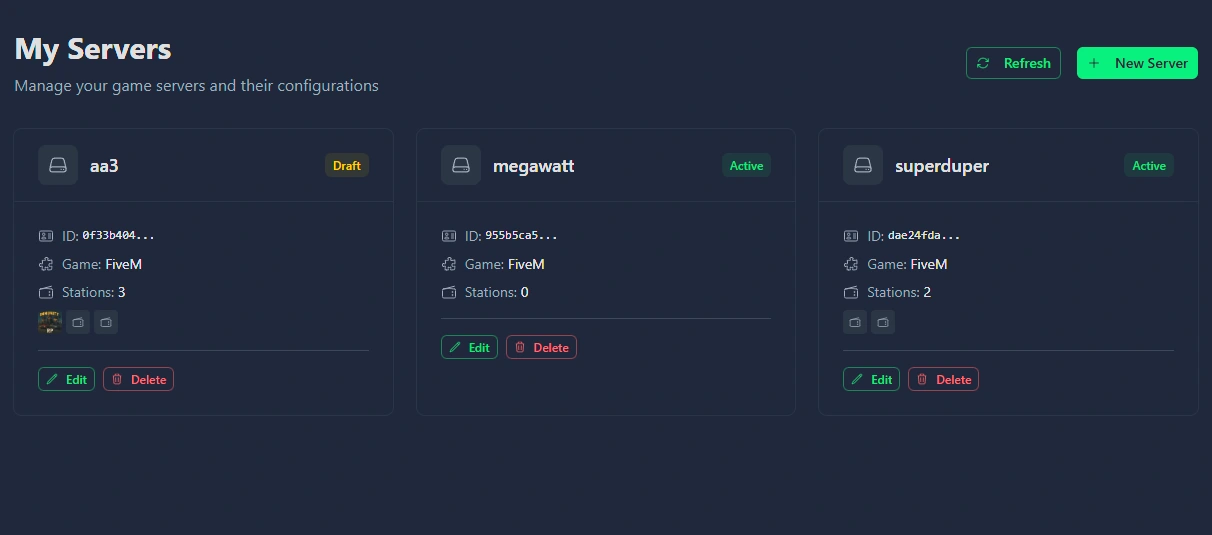 My Servers
Manage your game servers and their configurations
Refresh
New Server
aa3
Draft
ID: 0f33b404...
Game: FiveM
Stations: 3
Edit
Delete
megawatt
Active
ID: 955b5ca5...
Game: FiveM
Stations: 0
Edit
Delete
superduper
Active
ID: dae24fda...
Game: FiveM
Stations: 2
Edit
Delete